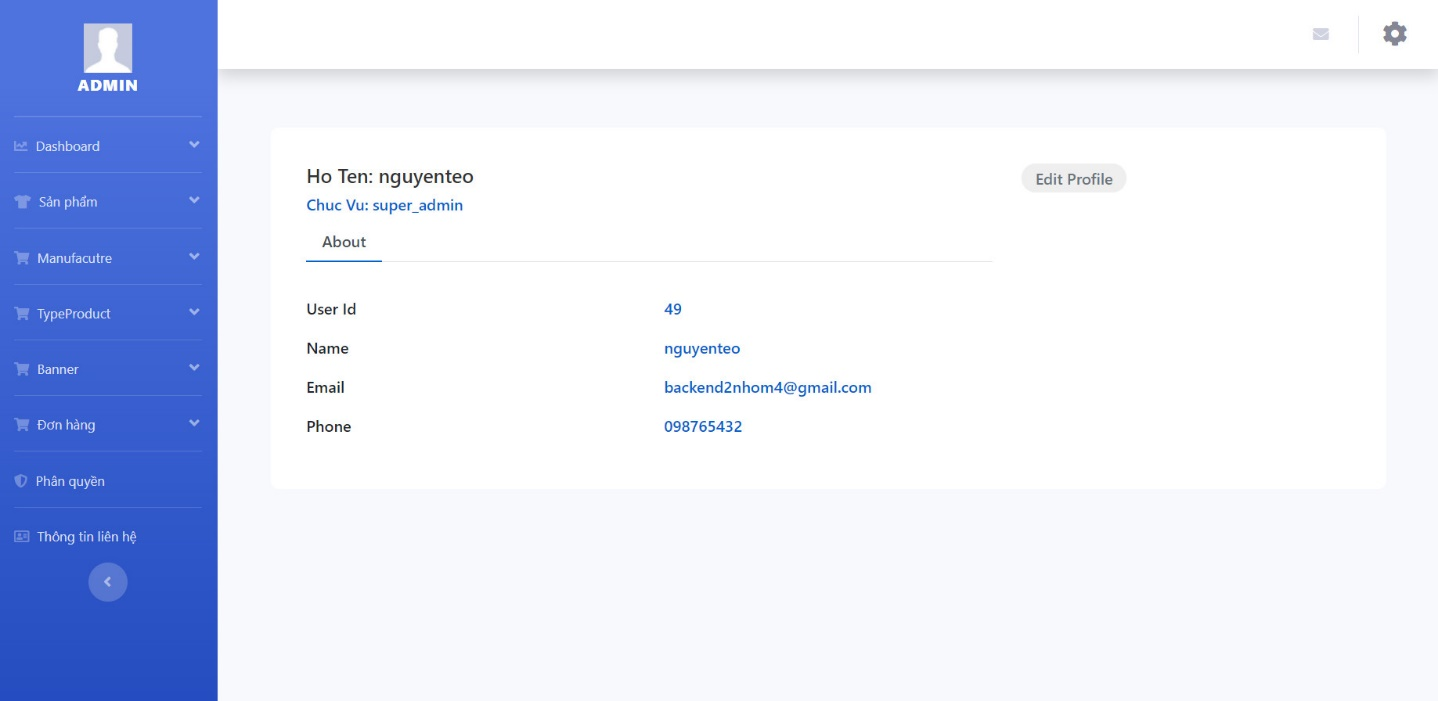 ADMIN
Dashboard
Sản phẩm
Manufacutre
TypeProduct
Banner
Đơn hàng
Phân quyền
Thông tin liên hệ
Ho Ten: nguyenteo
Edit Profile
Chuc Vu: super_admin
About
User Id 49
Name nguyenteo
Email backend2nhom4@gmail.com
Phone 098765432